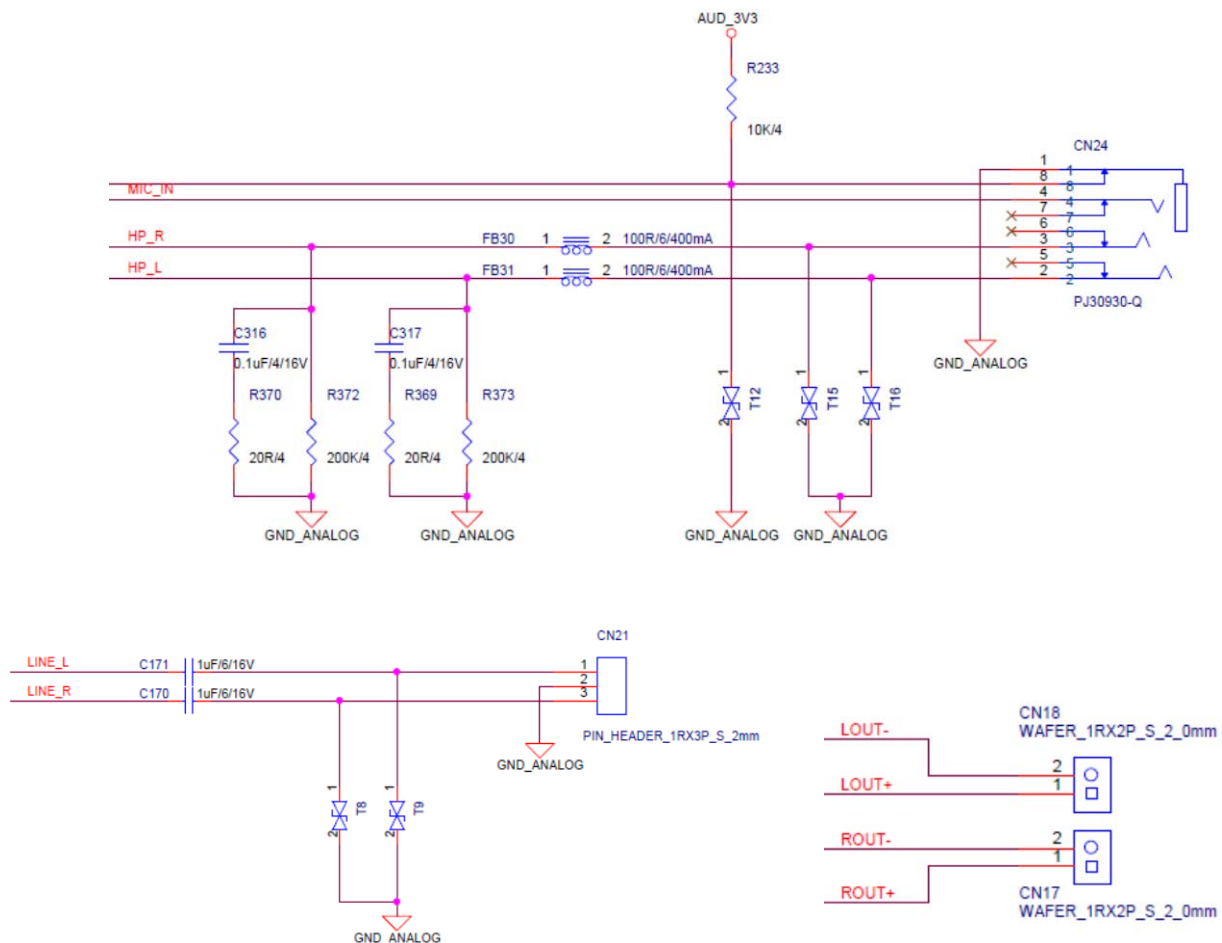 AUD_3V3
R233
10K/4
CN24
MIC_IN
1
8
4
7
6
3
5
2
1
8
4
7
6
3
5
2
HP_R
FB30 1 2 100R/6/400mA
HP_L
FB31 1 2 100R/6/400mA
PJ30930-Q
GND_ANALOG
C316
0.1uF/4/16V
C317
0.1uF/4/16V
R370
R372
R369
R373
20R/4
200K/4
20R/4
200K/4
1
2
T12
1
2
T15
1
2
T16
GND_ANALOG
GND_ANALOG
GND_ANALOG
GND_ANALOG
CN21
LINE_L
C171
1uF/6/16V
1
2
3
LINE_R
C170
1uF/6/16V
PIN_HEADER_1RX3P_S_2mm
GND_ANALOG
1
2
T8
1
2
T9
GND_ANALOG
CN18
WAFER_1RX2P_S_2_0mm
LOUT-
2
LOUT+
1
ROUT-
2
1
ROUT+
CN17
WAFER_1RX2P_S_2_0mm